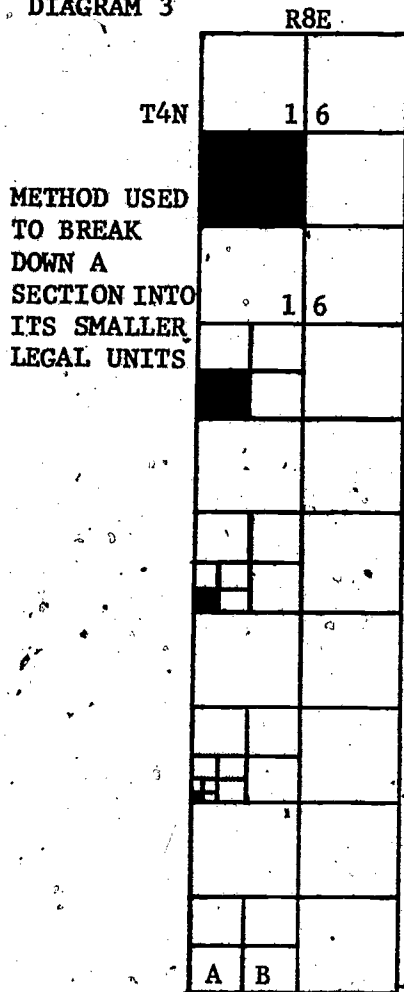 DIAGRAM 3
R8E
T4N
1 6
METHOD USED
TO BREAK
DOWN A
SECTION INTO
ITS SMALLER
LEGAL UNITS
1 6
A B